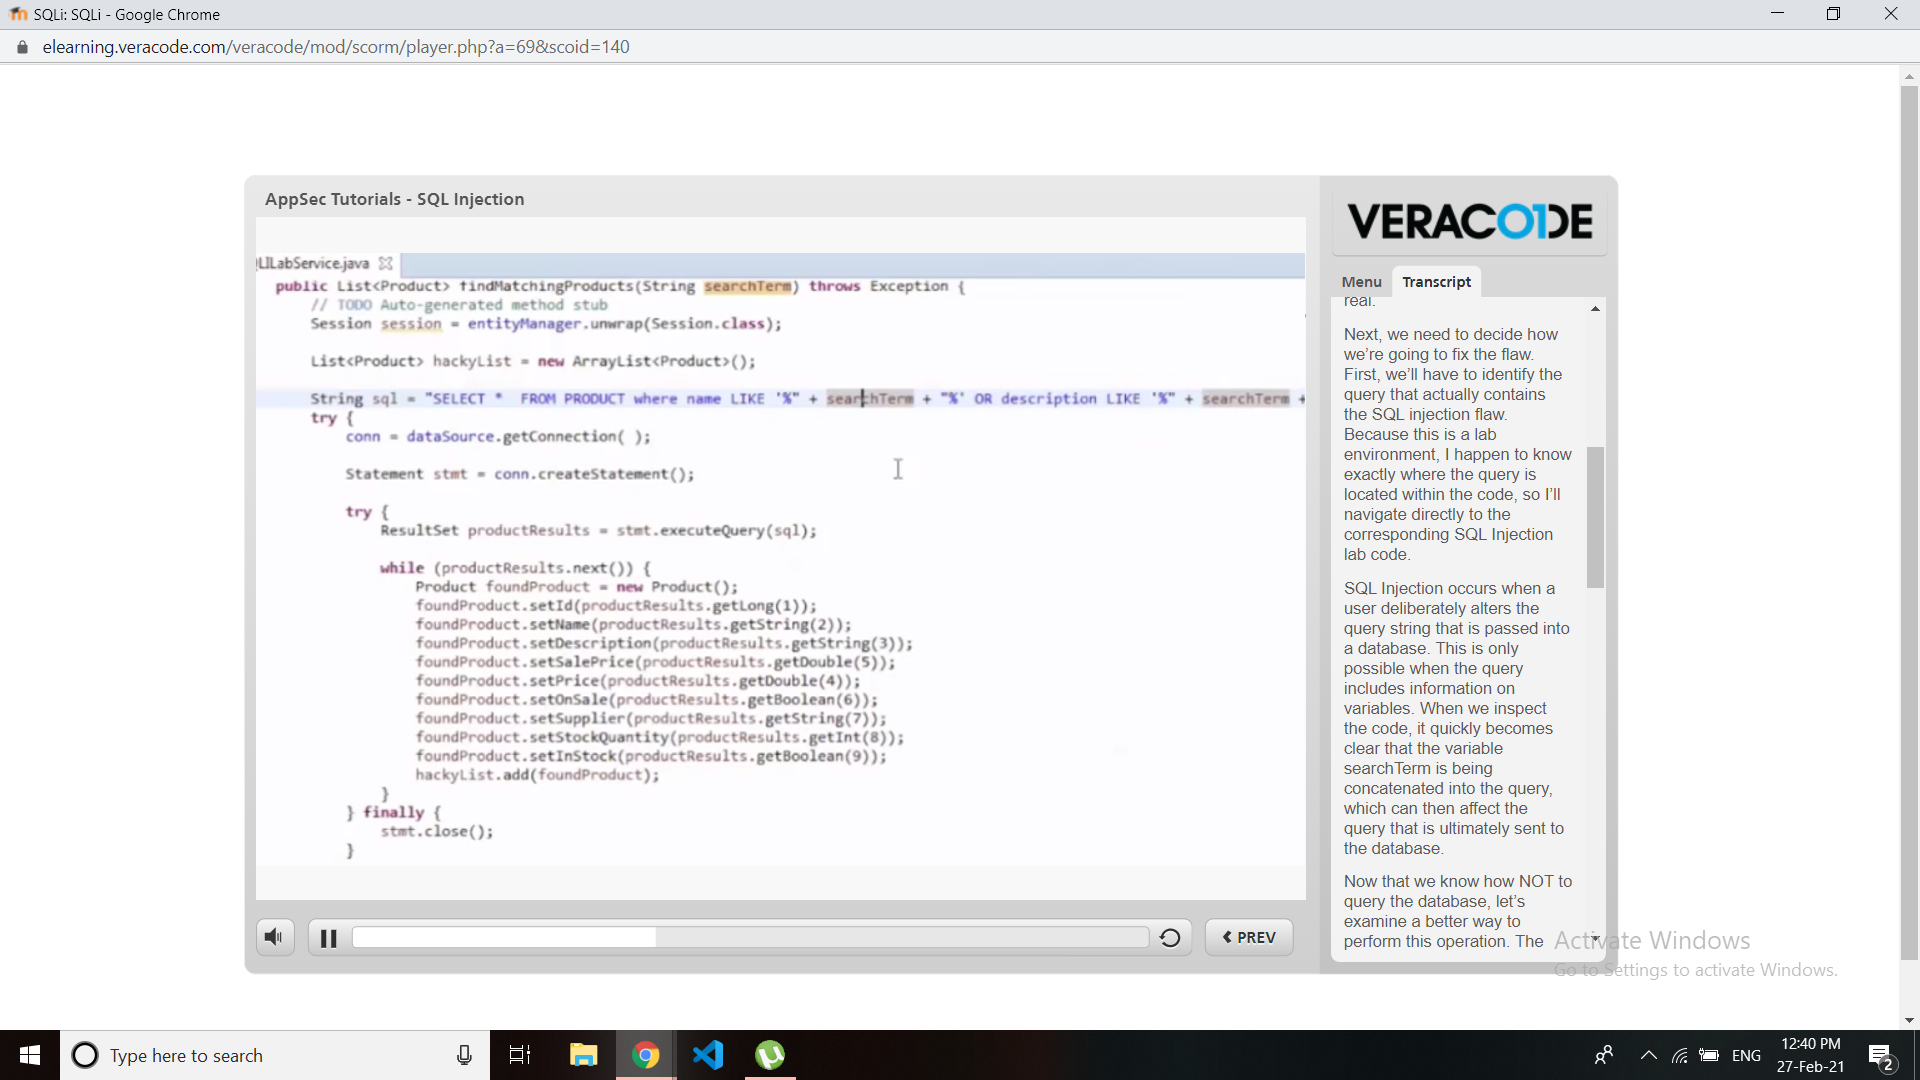 SQLi: SQLi - Google Chrome
elearning.veracode.com/veracode/mod/scorm/player.php?a=69&scoid=140
AppSec Tutorials - SQL Injection
LILabService.java
public List<Product> findMatchingProducts(String searchTerm) throws Exception {
// TODO Auto-generated method stub
Session session = entityManager.unwrap(Session.class);
List<Product> hackyList = new ArrayList<Product>();
String sql = "SELECT * FROM PRODUCT where name LIKE '%" + searchTerm + "%' OR description LIKE '%" + searchTerm +
try {
conn = dataSource.getConnection( );
Statement stmt = conn.createStatement();
try {
ResultSet productResults = stmt.executeQuery(sql);
while (productResults.next()) {
Product foundProduct = new Product();
foundProduct.setId(productResults.getLong(1));
foundProduct.setName(productResults.getString(2));
foundProduct.setDescription(productResults.getString(3));
foundProduct.setSalePrice(productResults.getDouble(5));
foundProduct.setPrice(productResults.getDouble(4));
foundProduct.setOnSale(productResults.getBoolean(6));
foundProduct.setSupplier(productResults.getString(7));
foundProduct.setStockQuantity(productResults.getInt(8));
foundProduct.setInStock(productResults.getBoolean(9));
hackyList.add(foundProduct);
}
} finally {
stmt.close();
}
PREV
VERACODE
Menu
Transcript
real.
Next, we need to decide how
we're going to fix the flaw.
First, we'll have to identify the
query that actually contains
the SQL injection flaw.
Because this is a lab
environment, I happen to know
exactly where the query is
located within the code, so I'll
navigate directly to the
corresponding SQL Injection
lab code.
SQL Injection occurs when a
user deliberately alters the
query string that is passed into
a database. This is only
possible when the query
includes information on
variables. When we inspect
the code, it quickly becomes
clear that the variable
searchTerm is being
concatenated into the query,
which can then affect the
query that is ultimately sent to
the database.
Now that we know how NOT to
query the database, let's
examine a better way to
perform this operation. The
Activate Windows
Go to Settings to activate Windows.
Type here to search
ENG
12:40 PM
27-Feb-21
2